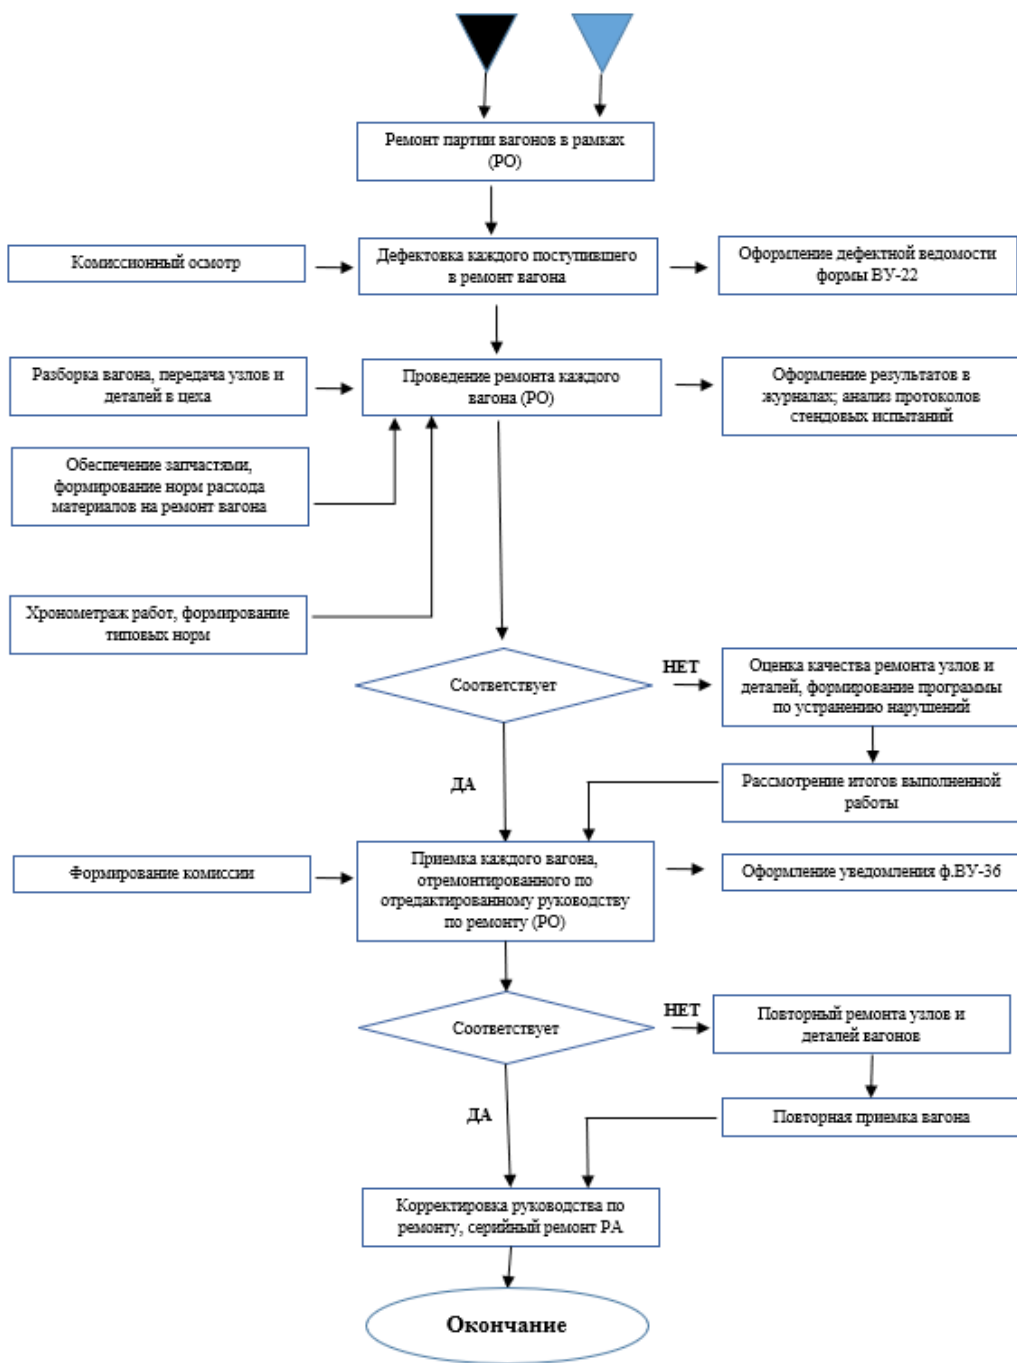 Ремонт партии вагонов в рамках
(РО)
Комиссионный осмотр
Дефектовка каждого поступившего
в ремонт вагона
Оформление дефектной ведомости
формы ВУ-22
Разборка вагона, передача узлов и
деталей в цеха
Проведение ремонта каждого
вагона (РО)
Оформление результатов в
журналах; анализ протоколов
стендовых испытаний
Обеспечение запчастями,
формирование норм расхода
материалов на ремонт вагона
Хронометраж работ, формирование
типовых норм
Соответствует
НЕТ
Оценка качества ремонта узлов и
деталей, формирование программы
по устранению нарушений
ДА
Рассмотрение итогов выполненной
работы
Формирование комиссии
Приемка каждого вагона,
отремонтированного по
отредактированному руководству
по ремонту (РО)
Оформление уведомления ф.ВУ-36
Соответствует
НЕТ
Повторный ремонта узлов и
деталей вагонов
ДА
Повторная приемка вагона
Корректировка руководства по
ремонту, серийный ремонт РА
Окончание